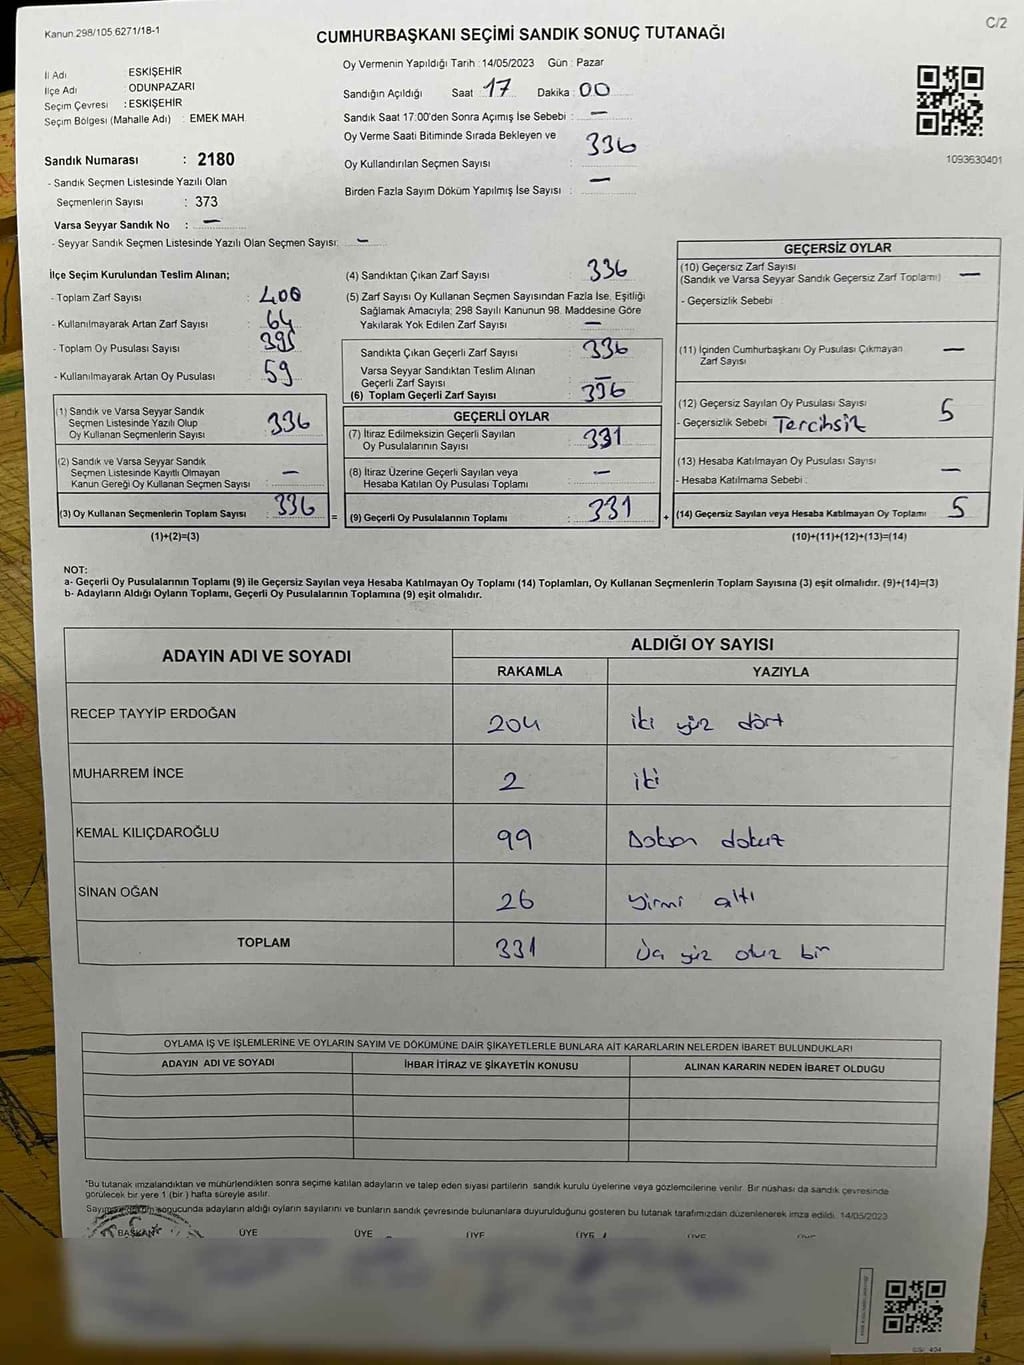 Kanun 298/105,6271/18-1
C/2
CUMHURBAŞKANI SEÇİMİ SANDIK SONUÇ TUTANAĞI
İl Adı : ESKİŞEHİR
İlçe Adı : ODUNPAZARI
Seçim Çevresi : ESKİŞEHİR
Seçim Bölgesi (Mahalle Adı) : EMEK MAH.
Oy Vermenin Yapıldığı Tarih : 14/05/2023 Gün : Pazar
Sandığın Açıldığı Saat 17 Dakika 00
Sandık Saat 17:00'den Sonra Açılmış İse Sebebi : —
Oy Verme Saati Bitiminde Sırada Bekleyen ve
Oy Kullandırılan Seçmen Sayısı : 336
Birden Fazla Sayım Döküm Yapılmış İse Sayısı : —
1093630401
Sandık Numarası : 2180
- Sandık Seçmen Listesinde Yazılı Olan
Seçmenlerin Sayısı : 373
Varsa Seyyar Sandık No : —
- Seyyar Sandık Seçmen Listesinde Yazılı Olan Seçmen Sayısı: —
İlçe Seçim Kurulundan Teslim Alınan;
- Toplam Zarf Sayısı : 400
- Kullanılmayarak Artan Zarf Sayısı : 64
- Toplam Oy Pusulası Sayısı : 395
- Kullanılmayarak Artan Oy Pusulası : 59
(1) Sandık ve Varsa Seyyar Sandık
Seçmen Listesinde Yazılı Olup
Oy Kullanan Seçmenlerin Sayısı : 336
(2) Sandık ve Varsa Seyyar Sandık
Seçmen Listesinde Kayıtlı Olmayan
Kanun Gereği Oy Kullanan Seçmen Sayısı : —
(3) Oy Kullanan Seçmenlerin Toplam Sayısı : 336
(1)+(2)=(3)
(4) Sandıktan Çıkan Zarf Sayısı : 336
(5) Zarf Sayısı Oy Kullanan Seçmen Sayısından Fazla İse, Eşitliği
Sağlamak Amacıyla; 298 Sayılı Kanunun 98. Maddesine Göre
Yakılarak Yok Edilen Zarf Sayısı : —
Sandıkta Çıkan Geçerli Zarf Sayısı : 336
Varsa Seyyar Sandıktan Teslim Alınan
Geçerli Zarf Sayısı : —
(6) Toplam Geçerli Zarf Sayısı : 336
GEÇERLİ OYLAR
(7) İtiraz Edilmeksizin Geçerli Sayılan
Oy Pusulasının Sayısı : 331
(8) İtiraz Üzerine Geçerli Sayılan veya
Hesaba Katılan Oy Pusulası Toplamı : —
= (9) Geçerli Oy Pusulalarının Toplamı : 331
GEÇERSİZ OYLAR
(10) Geçersiz Zarf Sayısı
(Sandık ve Varsa Seyyar Sandık Geçersiz Zarf Toplamı) —
- Geçersizlik Sebebi :
(11) İçinden Cumhurbaşkanı Oy Pusulası Çıkmayan
Zarf Sayısı —
(12) Geçersiz Sayılan Oy Pusulası Sayısı 5
- Geçersizlik Sebebi : Tercihsiz
(13) Hesaba Katılmayan Oy Pusulası Sayısı —
- Hesaba Katılmama Sebebi :
+ (14) Geçersiz Sayılan veya Hesaba Katılmayan Oy Toplamı 5
(10)+(11)+(12)+(13)=(14)
NOT:
a- Geçerli Oy Pusulalarının Toplamı (9) ile Geçersiz Sayılan veya Hesaba Katılmayan Oy Toplamı (14) Toplamları, Oy Kullanan Seçmenlerin Toplam Sayısına (3) eşit olmalıdır. (9)+(14)=(3)
b- Adayların Aldığı Oyların Toplamı, Geçerli Oy Pusulalarının Toplamına (9) eşit olmalıdır.
ADAYIN ADI VE SOYADI
ALDIĞI OY SAYISI
RAKAMLA YAZIYLA
RECEP TAYYİP ERDOĞAN 204 iki yüz dört
MUHARREM İNCE 2 iki
KEMAL KILIÇDAROĞLU 99 Doksan dokuz
SİNAN OĞAN 26 yirmi altı
TOPLAM 331 Üç yüz otuz bir
OYLAMA İŞ VE İŞLEMLERİNE VE OYLARIN SAYIM VE DÖKÜMÜNE DAİR ŞİKAYETLERLE BUNLARA AİT KARARLARIN NELERDEN İBARET BULUNDUKLARI
ADAYIN ADI VE SOYADI İHBAR İTİRAZ VE ŞİKAYETİN KONUSU ALINAN KARARIN NEDEN İBARET OLDUĞU
*Bu tutanak imzalandıktan ve mühürlendikten sonra seçime katılan adayların ve talep eden siyasi partilerin sandık kurulu üyelerine veya gözlemcilerine verilir. Bir nüshası da sandık çevresinde
görülecek bir yere 1 (bir) hafta süreyle asılır.
Sayım sonucunda adayların aldığı oyların sayılarını ve bunların sandık çevresinde bulunanlara duyurulduğunu gösteren bu tutanak tarafımızdan düzenlenerek imza edildi. 14/05/2023
BAŞKAN ÜYE ÜYE ÜYE ÜYE ÜYE